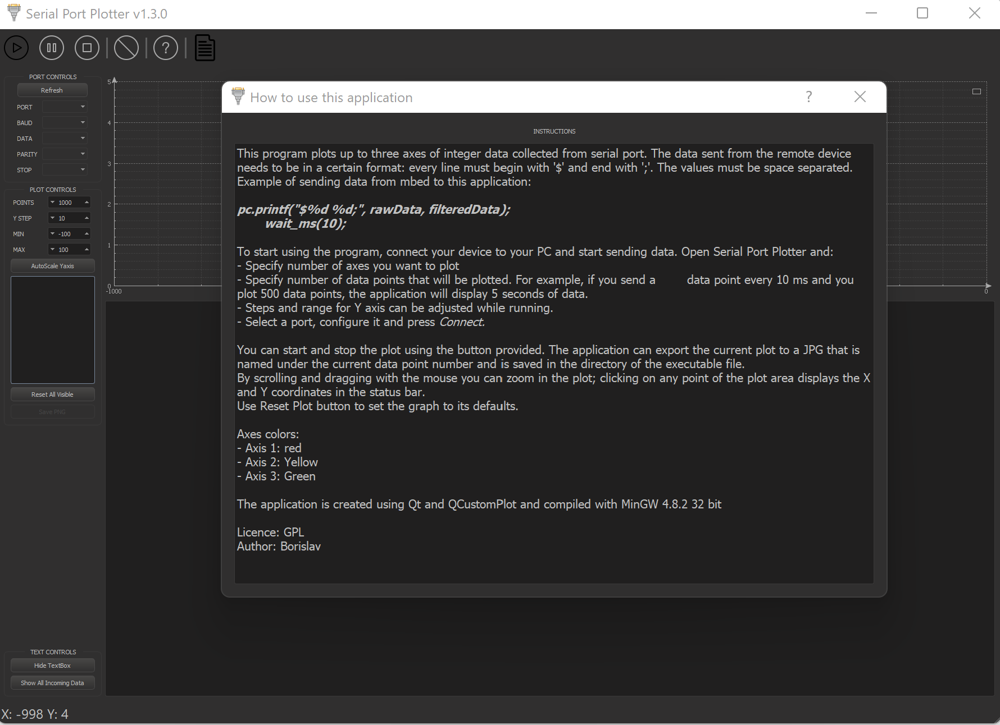 Serial Port Plotter v1.3.0
PORT CONTROLS
Refresh
PORT
BAUD
DATA
PARITY
STOP
PLOT CONTROLS
POINTS 1000
Y STEP 10
MIN -100
MAX 100
AutoScale Yaxis
Reset All Visible
Save PNG
TEXT CONTROLS
Hide TextBox
Show All Incoming Data
X: -998 Y: 4
5
4
3
2
1
0
-1000
0
How to use this application
?
INSTRUCTIONS
This program plots up to three axes of integer data collected from serial port. The data sent from the remote device
needs to be in a certain format: every line must begin with '$' and end with ';'. The values must be space separated.
Example of sending data from mbed to this application:
pc.printf("$%d %d;", rawData, filteredData);
wait_ms(10);
To start using the program, connect your device to your PC and start sending data. Open Serial Port Plotter and:
- Specify number of axes you want to plot
- Specify number of data points that will be plotted. For example, if you send a data point every 10 ms and you
plot 500 data points, the application will display 5 seconds of data.
- Steps and range for Y axis can be adjusted while running.
- Select a port, configure it and press Connect.
You can start and stop the plot using the button provided. The application can export the current plot to a JPG that is
named under the current data point number and is saved in the directory of the executable file.
By scrolling and dragging with the mouse you can zoom in the plot; clicking on any point of the plot area displays the X
and Y coordinates in the status bar.
Use Reset Plot button to set the graph to its defaults.
Axes colors:
- Axis 1: red
- Axis 2: Yellow
- Axis 3: Green
The application is created using Qt and QCustomPlot and compiled with MinGW 4.8.2 32 bit
Licence: GPL
Author: Borislav